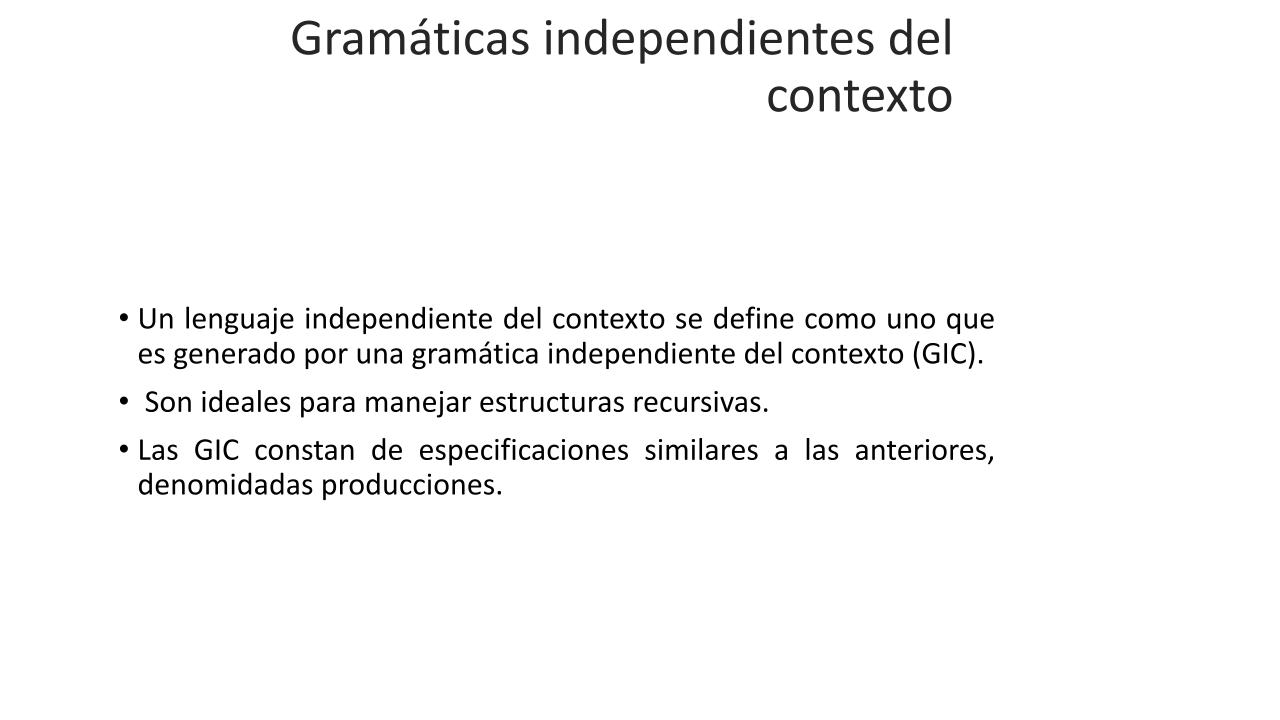 Gramáticas independientes del
contexto
• Un lenguaje independiente del contexto se define como uno que
es generado por una gramática independiente del contexto (GIC).
• Son ideales para manejar estructuras recursivas.
• Las GIC constan de especificaciones similares a las anteriores,
denomidadas producciones.